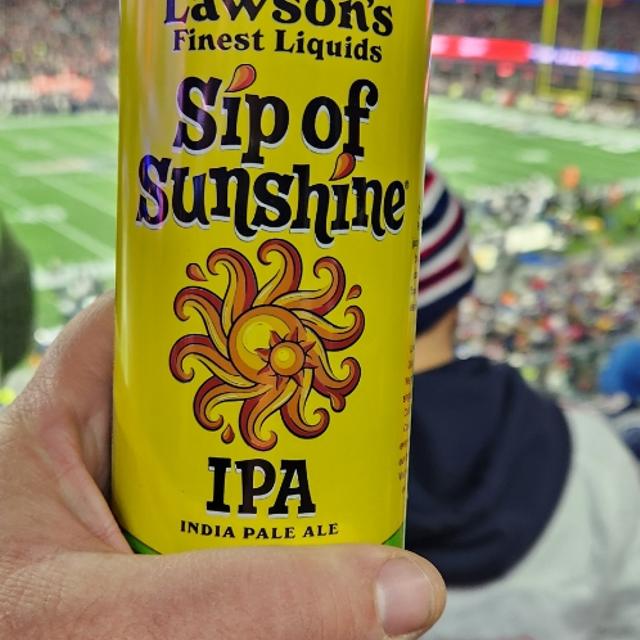 Lawson's
Finest Liquids
Sip of
Sunshine®
IPA
INDIA PALE ALE